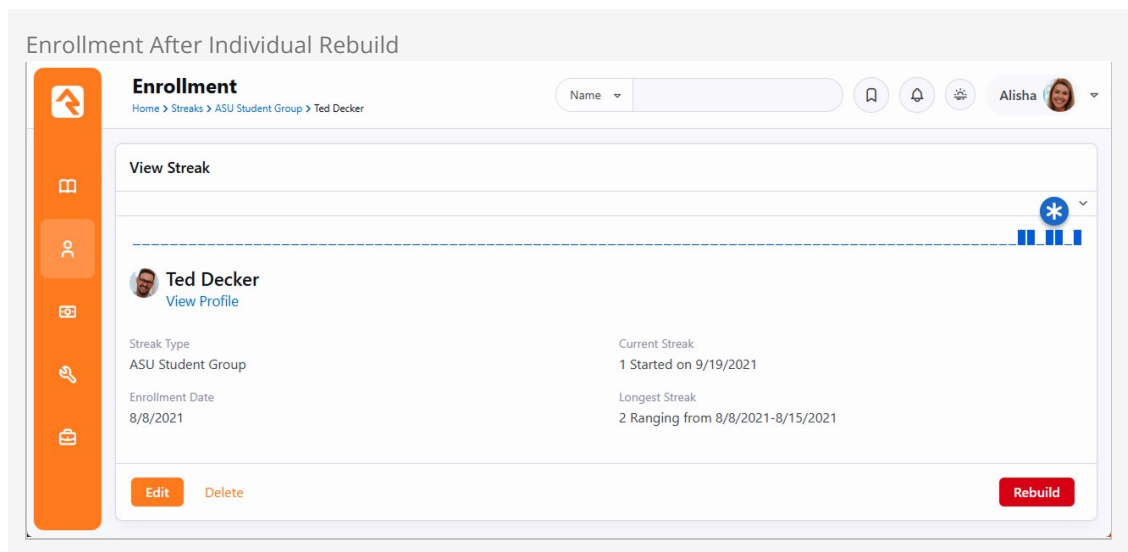 Enrollment After Individual Rebuild
Enrollment
Home > Streaks > ASU Student Group > Ted Decker
Name
Alisha
View Streak
Ted Decker
View Profile
Streak Type
ASU Student Group
Current Streak
1 Started on 9/19/2021
Enrollment Date
8/8/2021
Longest Streak
2 Ranging from 8/8/2021-8/15/2021
Edit
Delete
Rebuild